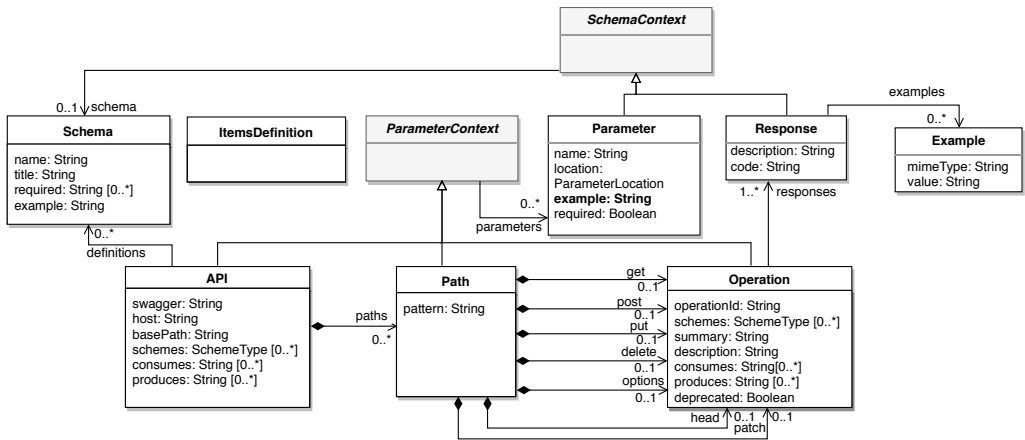 SchemaContext
0..1
schema
examples
0..*
Schema
name: String
title: String
required: String [0..*]
example: String
ItemsDefinition
ParameterContext
Parameter
name: String
location:
ParameterLocation
example: String
required: Boolean
Response
description: String
code: String
Example
mimeType: String
value: String
0..*
parameters
1..*
responses
0..*
definitions
API
swagger: String
host: String
basePath: String
schemes: SchemeType [0..*]
consumes: String [0..*]
produces: String [0..*]
paths
0..*
Path
pattern: String
get
0..1
post
0..1
put
0..1
delete
0..1
options
0..1
Operation
operationId: String
schemes: SchemeType [0..*]
summary: String
description: String
consumes: String[0..*]
produces: String [0..*]
deprecated: Boolean
head
0..1
patch
0..1